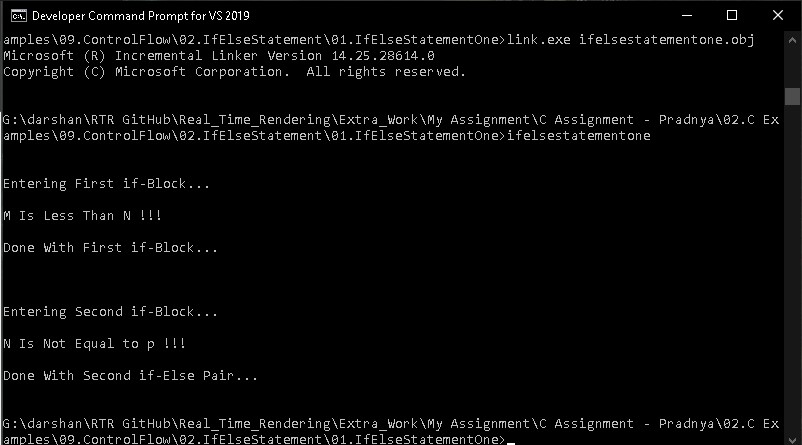 Developer Command Prompt for VS 2019
amples\09.ControlFlow\02.IfElseStatement\01.IfElseStatementOne>link.exe ifelsestatementone.obj
Microsoft (R) Incremental Linker Version 14.25.28614.0
Copyright (C) Microsoft Corporation.  All rights reserved.
G:\darshan\RTR GitHub\Real_Time_Rendering\Extra_Work\My Assignment\C Assignment - Pradnya\02.C Ex
amples\09.ControlFlow\02.IfElseStatement\01.IfElseStatementOne>ifelsestatementone
Entering First if-Block...
M Is Less Than N !!!
Done With First if-Block...
Entering Second if-Block...
N Is Not Equal to p !!!
Done With Second if-Else Pair...
G:\darshan\RTR GitHub\Real_Time_Rendering\Extra_Work\My Assignment\C Assignment - Pradnya\02.C Ex
amples\09.ControlFlow\02.IfElseStatement\01.IfElseStatementOne>